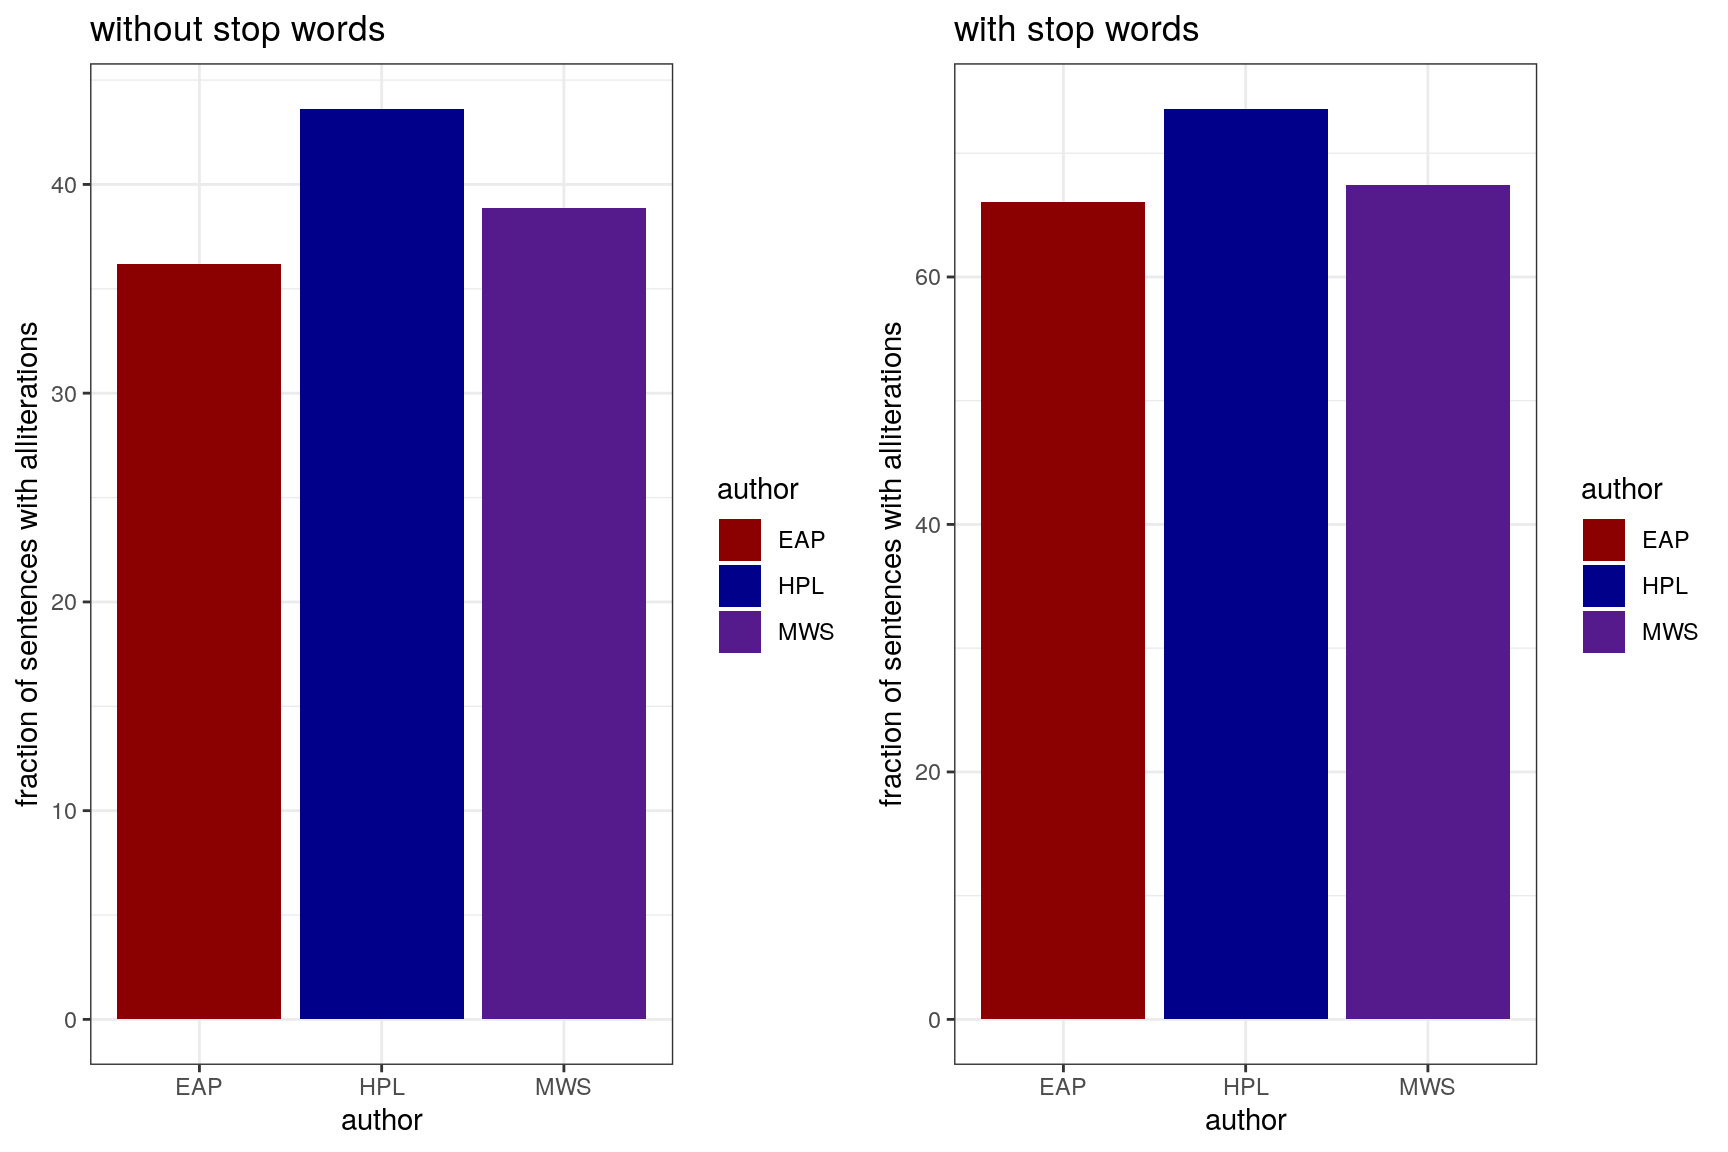 without stop words
fraction of sentences with alliterations
40
30
20
10
0
EAP
HPL
MWS
author
author
EAP
HPL
MWS
with stop words
fraction of sentences with alliterations
60
40
20
0
EAP
HPL
MWS
author
author
EAP
HPL
MWS